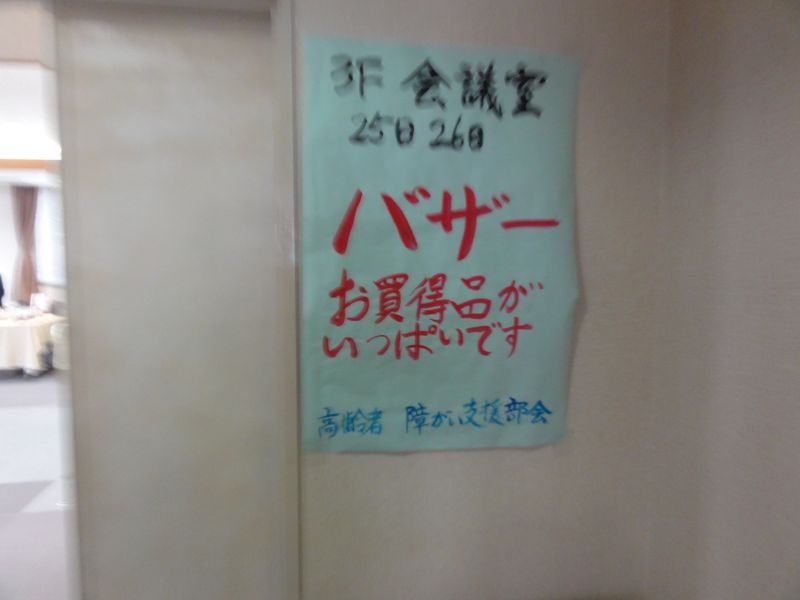 3F 会議室
25日 26日
バザー
お買得品が
いっぱいです
高齢者 障がい支援部会